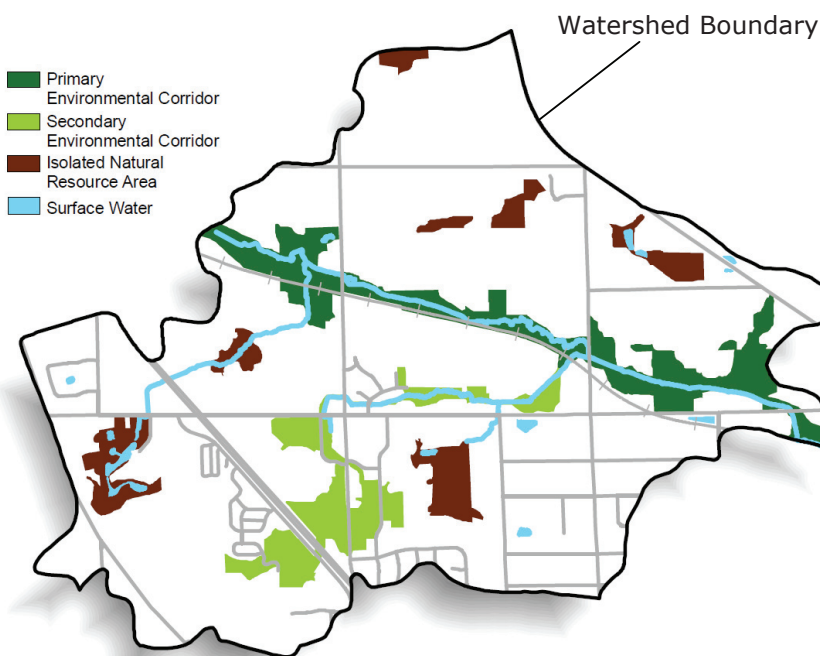 Watershed Boundary
Primary
Environmental Corridor
Secondary
Environmental Corridor
Isolated Natural
Resource Area
Surface Water